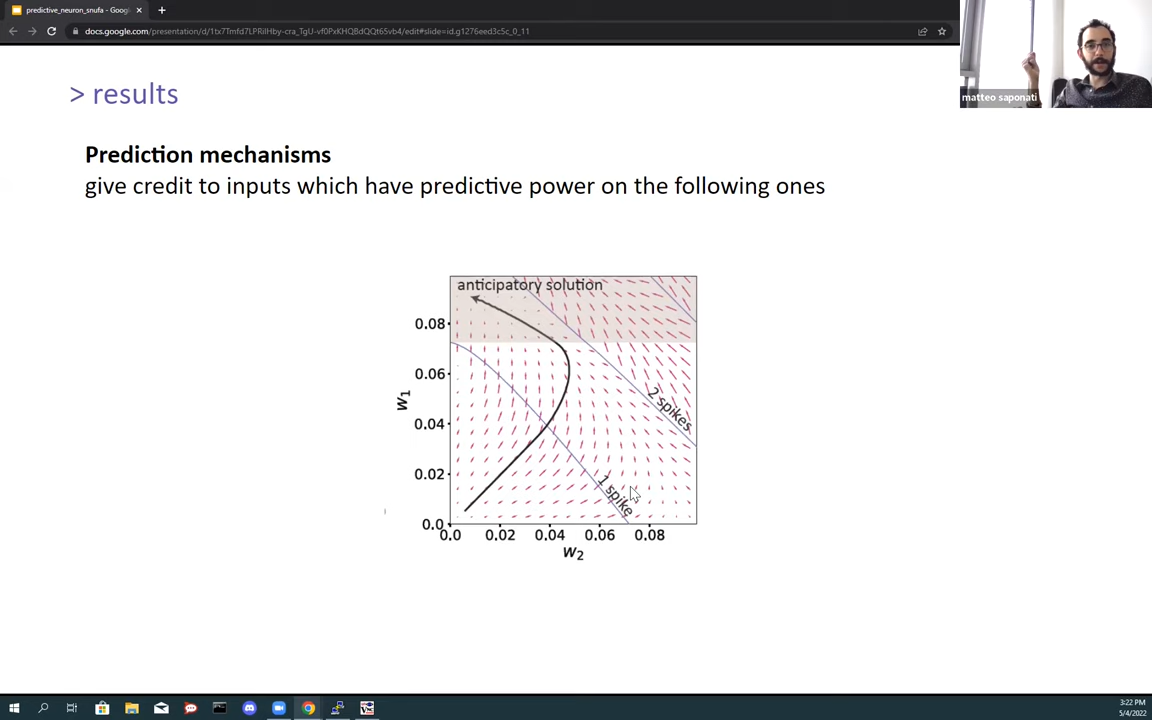 predictive_neuron_snufa - Goog
docs.google.com/presentation/d/1tx7Tmfd7LPRilHby-cra_TgU-vf0PxKHQBdQQt65vb4/edit#slide=id.g1276eed3c5c_0_11
matteo saponati
> results
Prediction mechanisms
give credit to inputs which have predictive power on the following ones
anticipatory solution
0.08
0.06
0.04
0.02
0.0
w1
2 spikes
1 spike
0.0 0.02 0.04 0.06 0.08
w2
3:22 PM
5/4/2022